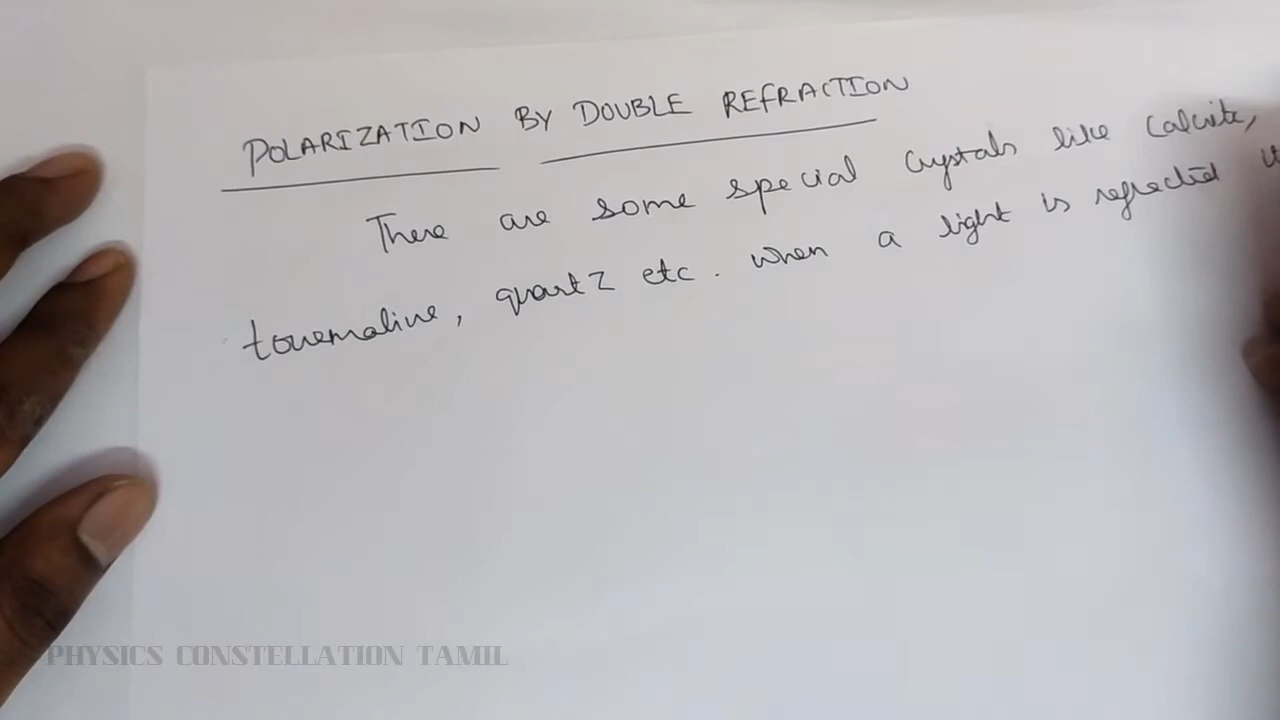 POLARIZATION BY DOUBLE REFRACTION
There are some special crystals like calcite,
tourmaline, quartz etc. when a light is refracted
PHYSICS CONSTELLATION TAMIL